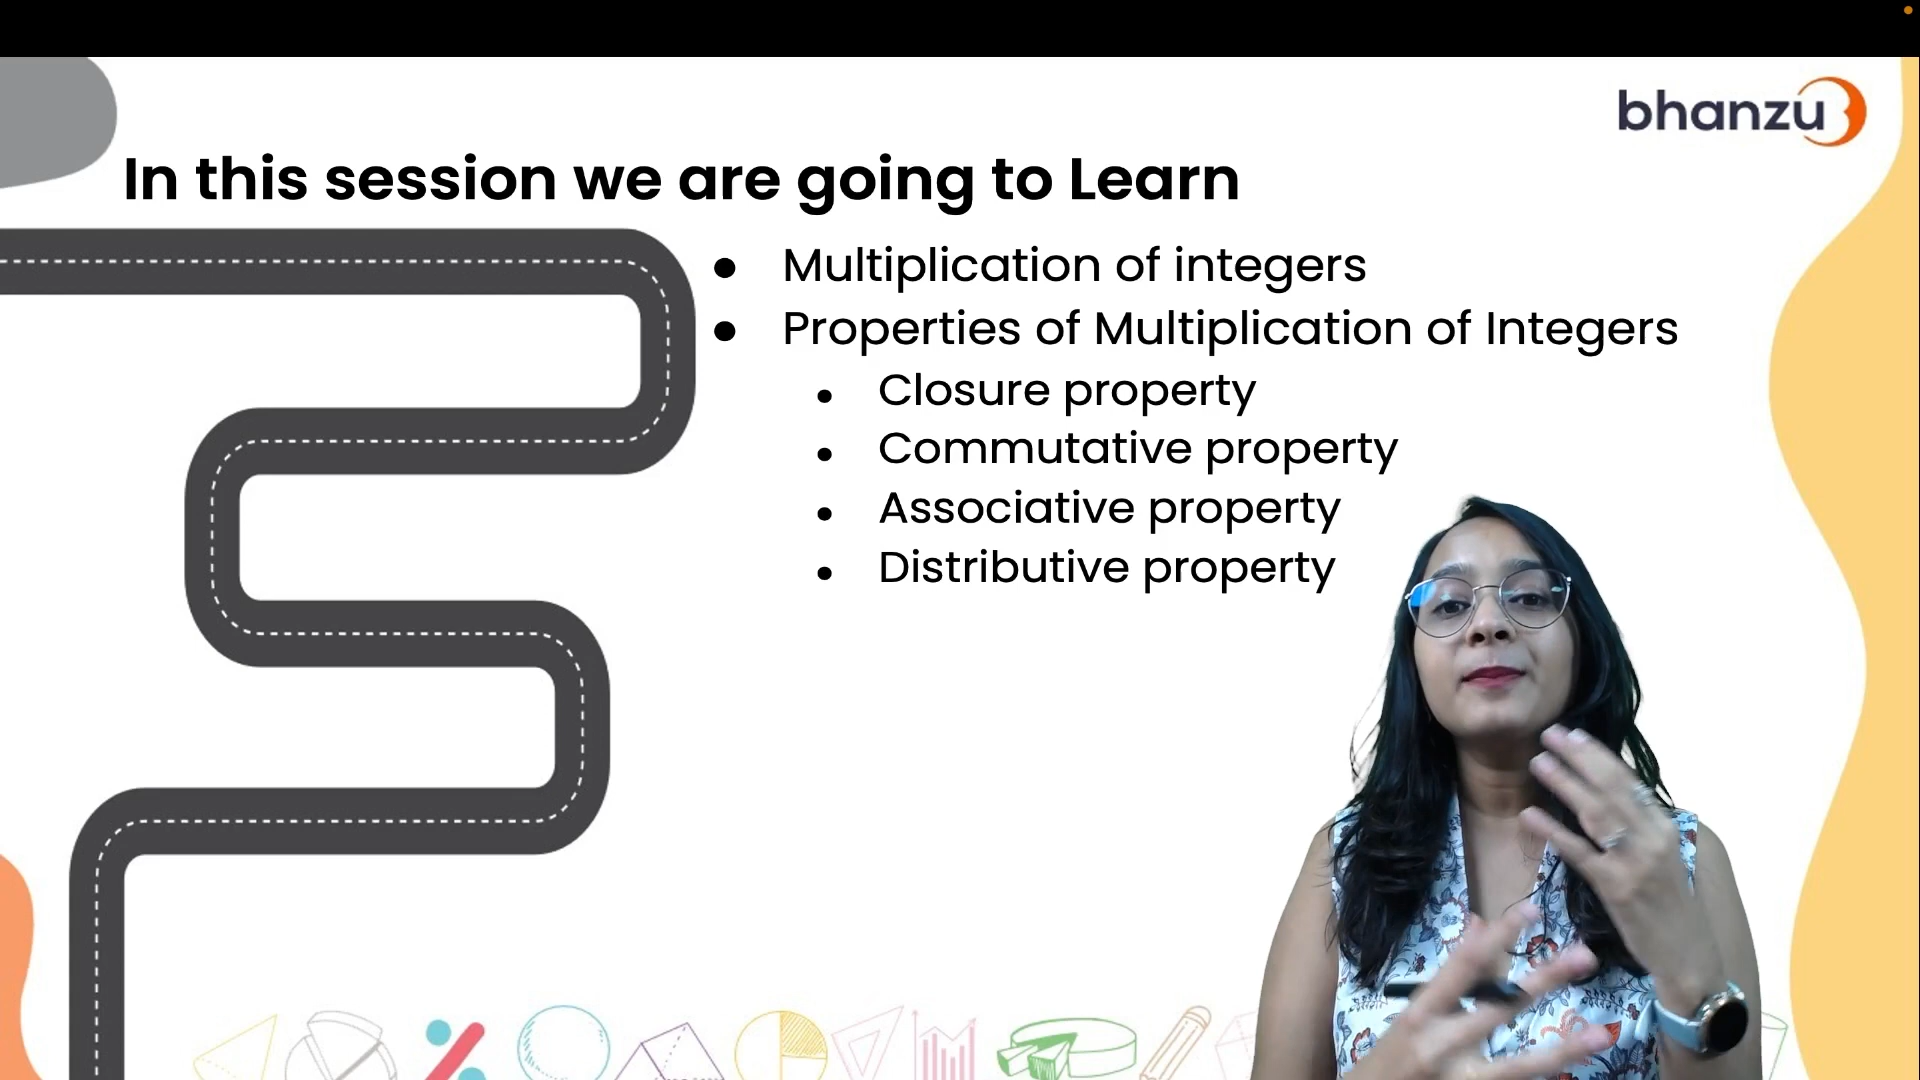 bhanzu
In this session we are going to Learn
Multiplication of integers
Properties of Multiplication of Integers
Closure property
Commutative property
Associative property
Distributive property